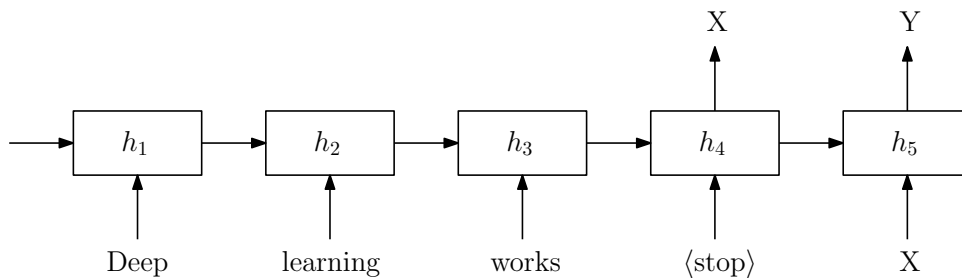 X Y
h₁ h₂ h₃ h₄ h₅
Deep learning works ⟨stop⟩ X